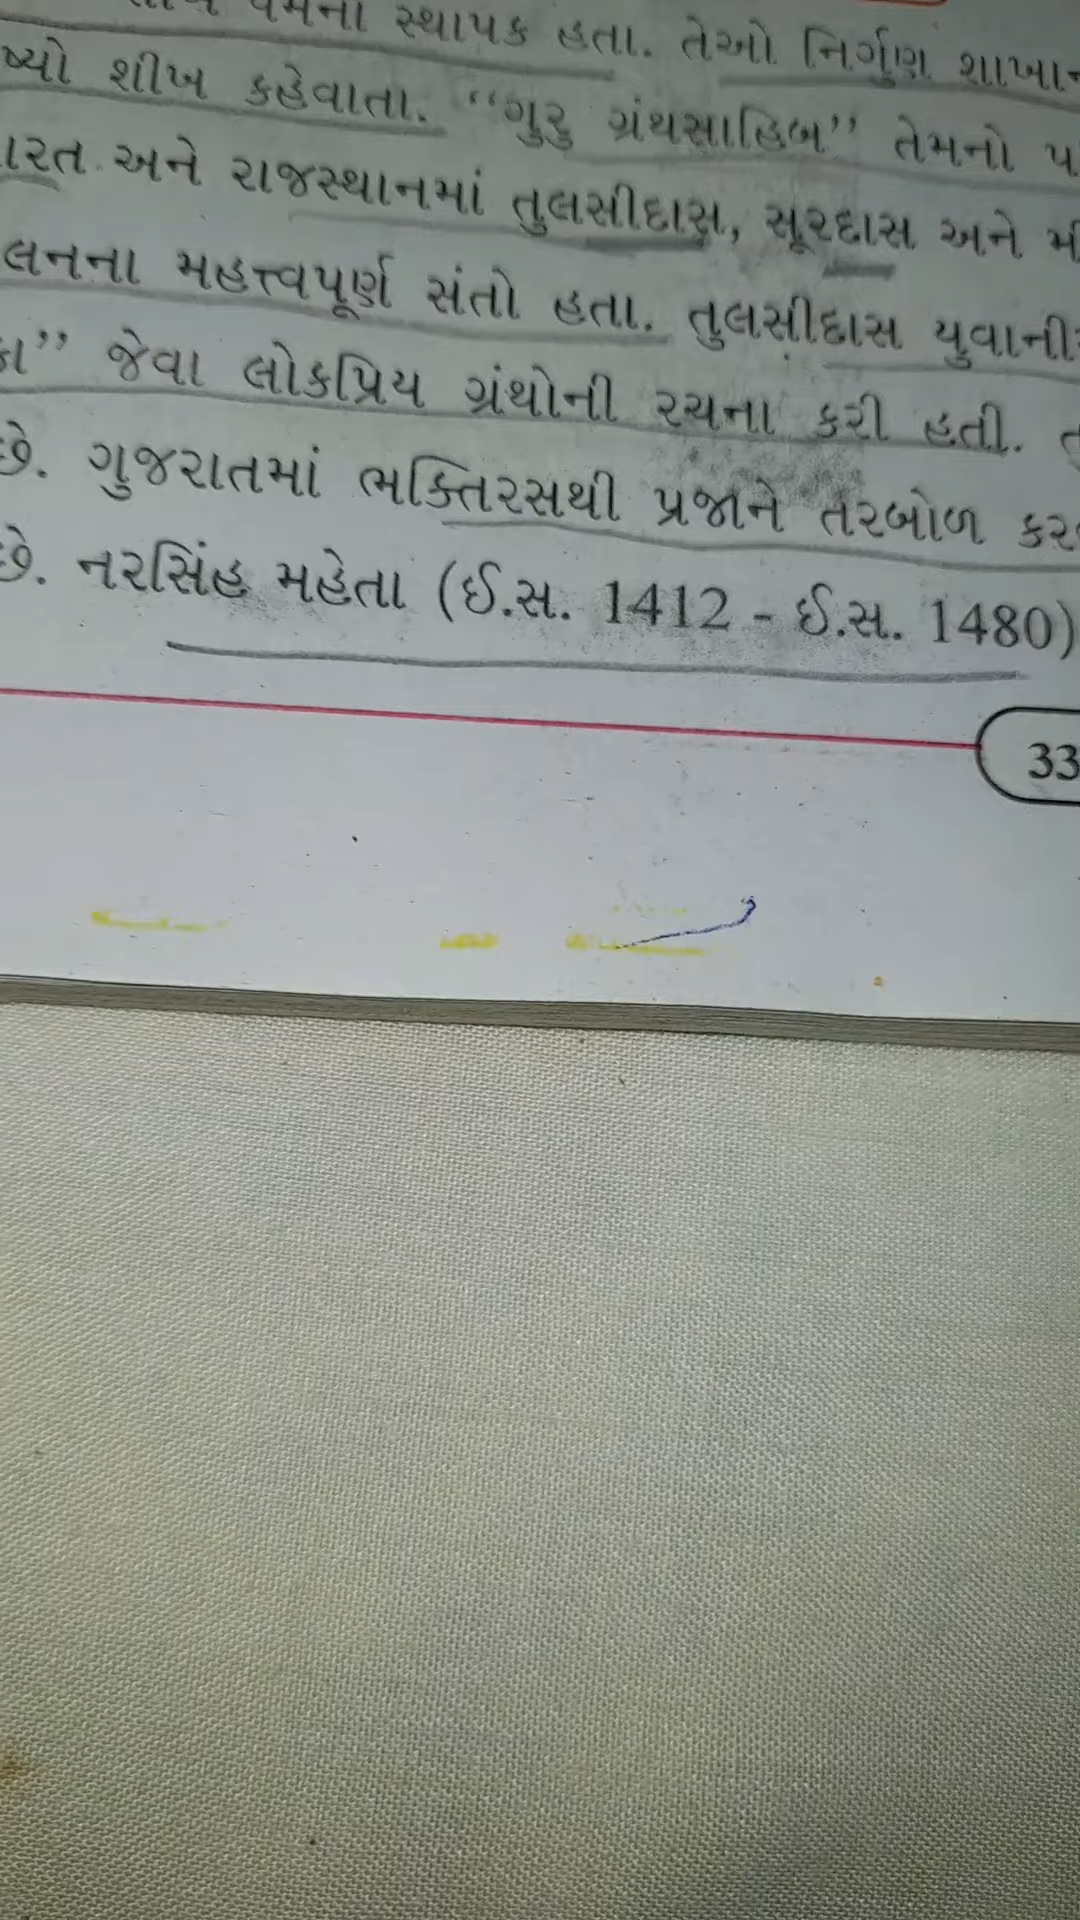 સ્થાપક હતા. તેઓ નિર્ગુણ
શીખ કહેવાતા. “ગુરુ ગ્રંથસાહિબ” તેમનો
અને રાજસ્થાનમાં તુલસીદાસ, સૂરદાસ અને
મહત્ત્વપૂર્ણ સંતો હતા. તુલસીદાસ
જેવા લોકપ્રિય ગ્રંથોની રચના કરી હતી.
છે. ગુજરાતમાં ભક્તિરસથી પ્રજાને તરબોળ
છે. નરસિંહ મહેતા (ઈ.સ. 1412 - ઈ.સ. 1480)
33